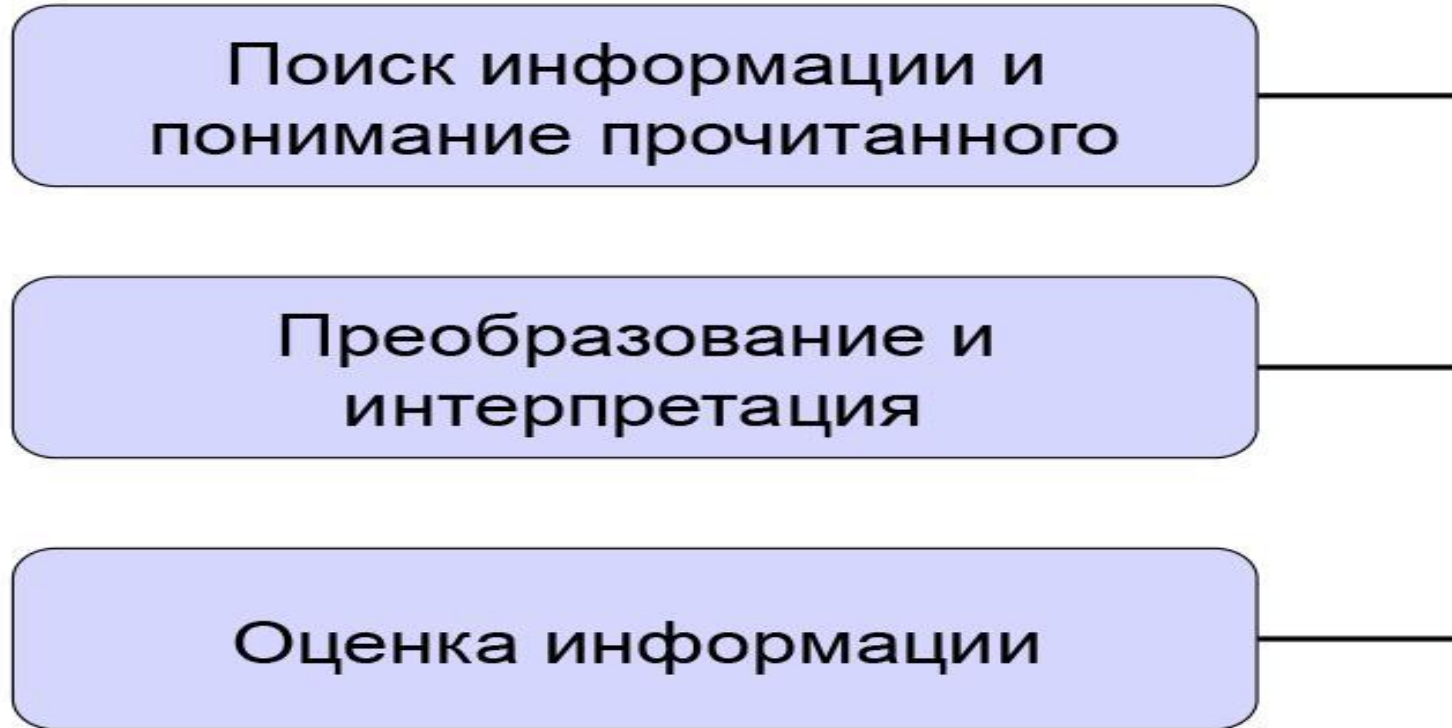 Поиск информации и
понимание прочитанного
Преобразование и
интерпретация
Оценка информации